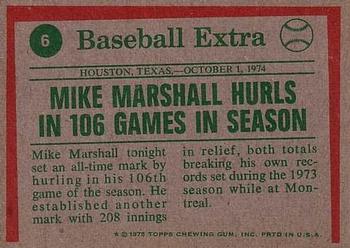 6
Baseball Extra
HOUSTON, TEXAS,—OCTOBER 1, 1974
MIKE MARSHALL HURLS
IN 106 GAMES IN SEASON
Mike Marshall tonight
set an all-time mark by
hurling in his 106th
game of the season. He
established another
mark with 208 innings
in relief, both totals
breaking his own records
set during the 1973
season while at Mon-
treal.
★ © 1975 TOPPS CHEWING GUM, INC. PRTD IN U.S.A.